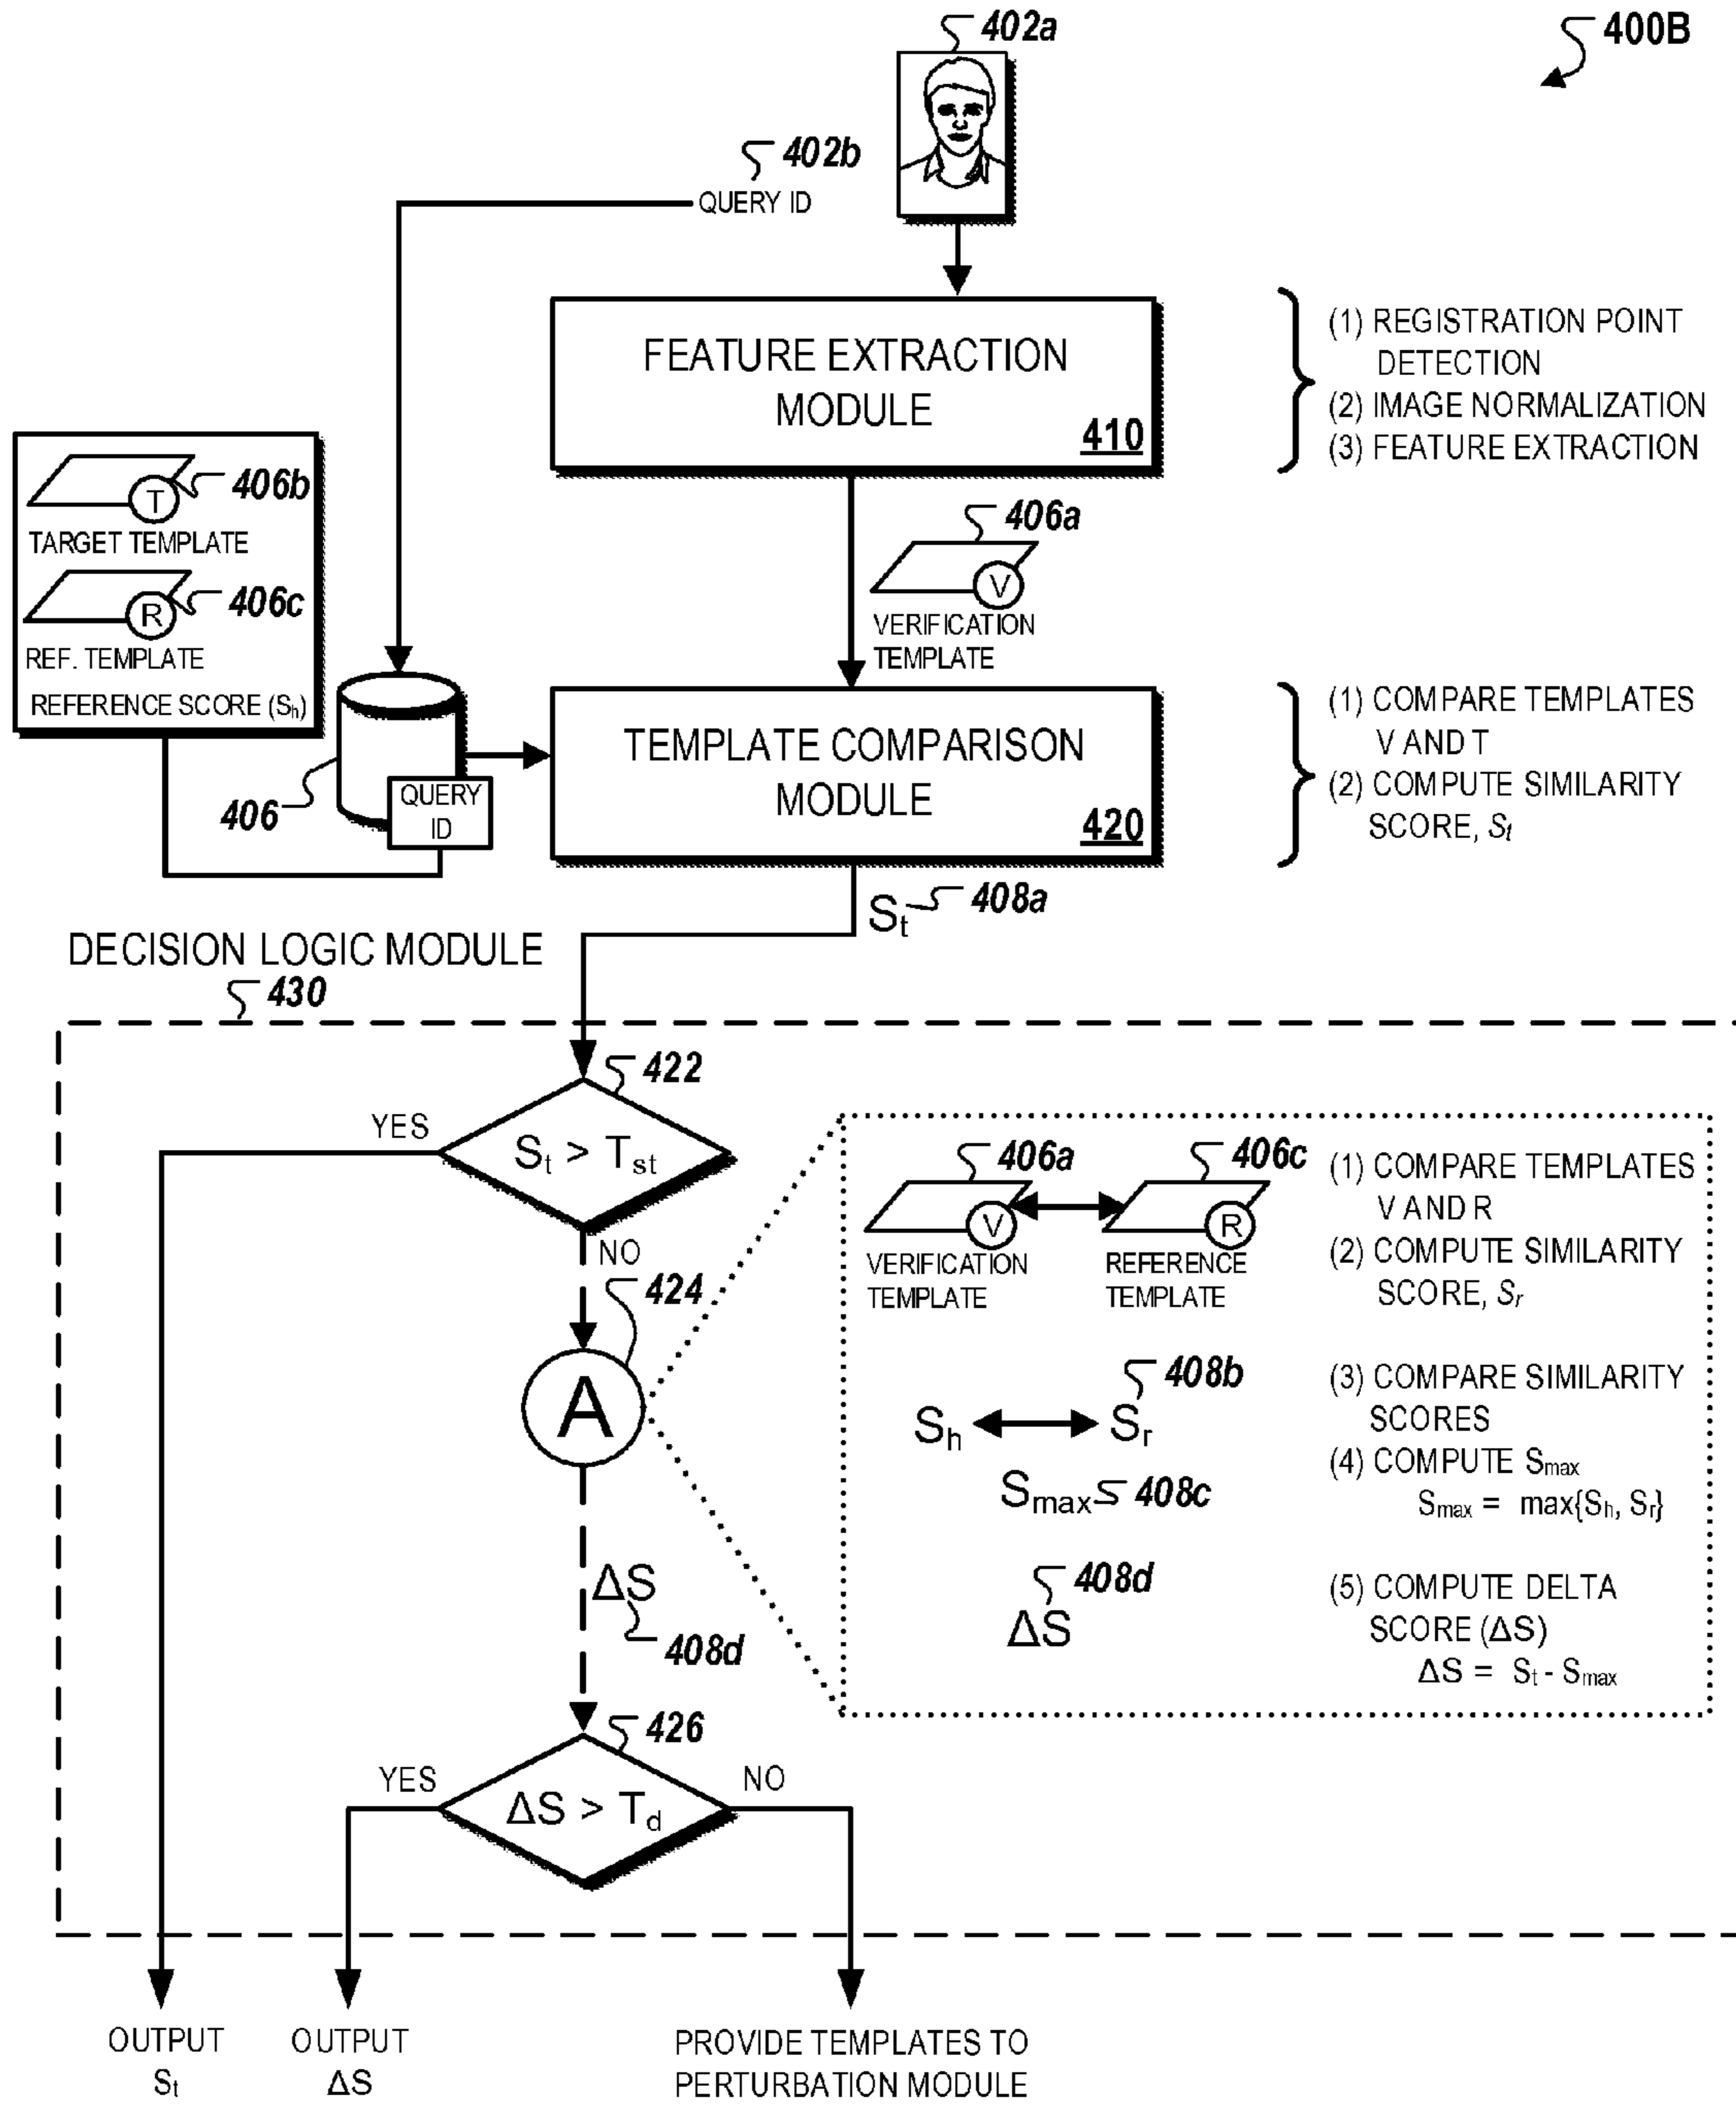 402a
400B
402b
QUERY ID
FEATURE EXTRACTION
MODULE
410
(1) REGISTRATION POINT
DETECTION
(2) IMAGE NORMALIZATION
(3) FEATURE EXTRACTION
T
406b
TARGET TEMPLATE
R
406c
REF. TEMPLATE
REFERENCE SCORE (Sh)
406a
V
VERIFICATION
TEMPLATE
406
QUERY
ID
TEMPLATE COMPARISON
MODULE
420
(1) COMPARE TEMPLATES
V AND T
(2) COMPUTE SIMILARITY
SCORE, St
St
408a
DECISION LOGIC MODULE
430
422
YES
St > Tst
NO
424
A
ΔS
408d
426
YES
ΔS > Td
NO
406a
V
VERIFICATION
TEMPLATE
406c
R
REFERENCE
TEMPLATE
(1) COMPARE TEMPLATES
V AND R
(2) COMPUTE SIMILARITY
SCORE, Sr
408b
Sh
Sr
Smax
408c
(3) COMPARE SIMILARITY
SCORES
(4) COMPUTE Smax
Smax = max{Sh, Sr}
408d
ΔS
(5) COMPUTE DELTA
SCORE (ΔS)
ΔS = St - Smax
OUTPUT
St
OUTPUT
ΔS
PROVIDE TEMPLATES TO
PERTURBATION MODULE